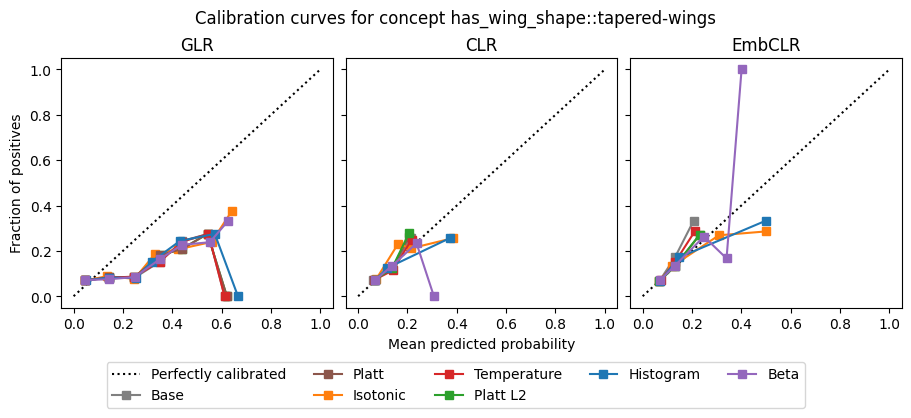 Calibration curves for concept has_wing_shape::tapered-wings
GLR
CLR
EmbCLR
Fraction of positives
1.0
0.8
0.6
0.4
0.2
0.0
0.0 0.2 0.4 0.6 0.8 1.0
0.0 0.2 0.4 0.6 0.8 1.0
0.0 0.2 0.4 0.6 0.8 1.0
Mean predicted probability
Perfectly calibrated
Base
Platt
Isotonic
Temperature
Platt L2
Histogram
Beta